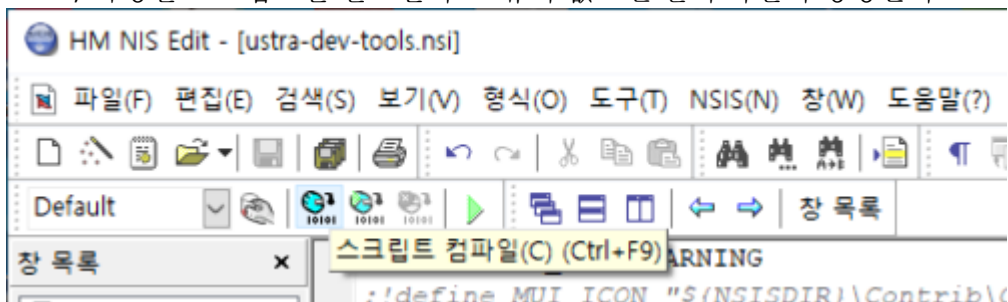 HM NIS Edit - [ustra-dev-tools.nsi]
파일(F) 편집(E) 검색(S) 보기(V) 형식(O) 도구(T) NSIS(N) 창(W) 도움말(?)
Default
창 목록
스크립트 컴파일(C) (Ctrl+F9)
ARNING
창 목록
;!define MUI_ICON "${NSISDIR}\Contrib\